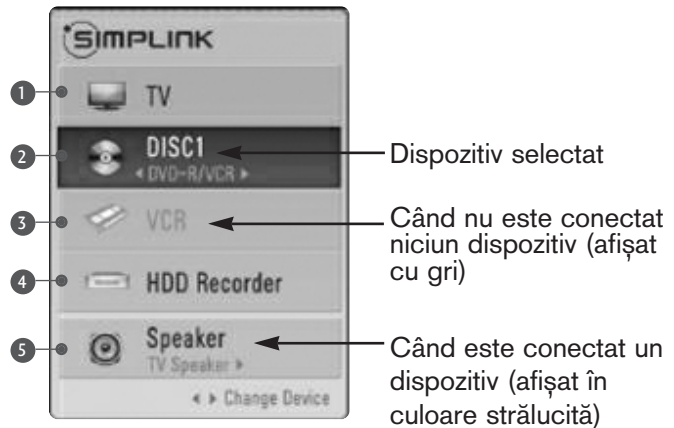 SIMPLINK
1 TV
2 DISC1
◄ DVD-R/VCR ►
Dispozitiv selectat
3 VCR
Când nu este conectat
niciun dispozitiv (afișat
cu gri)
4 HDD Recorder
5 Speaker
TV Speaker ►
Când este conectat un
dispozitiv (afișat în
culoare strălucită)
◄ ► Change Device